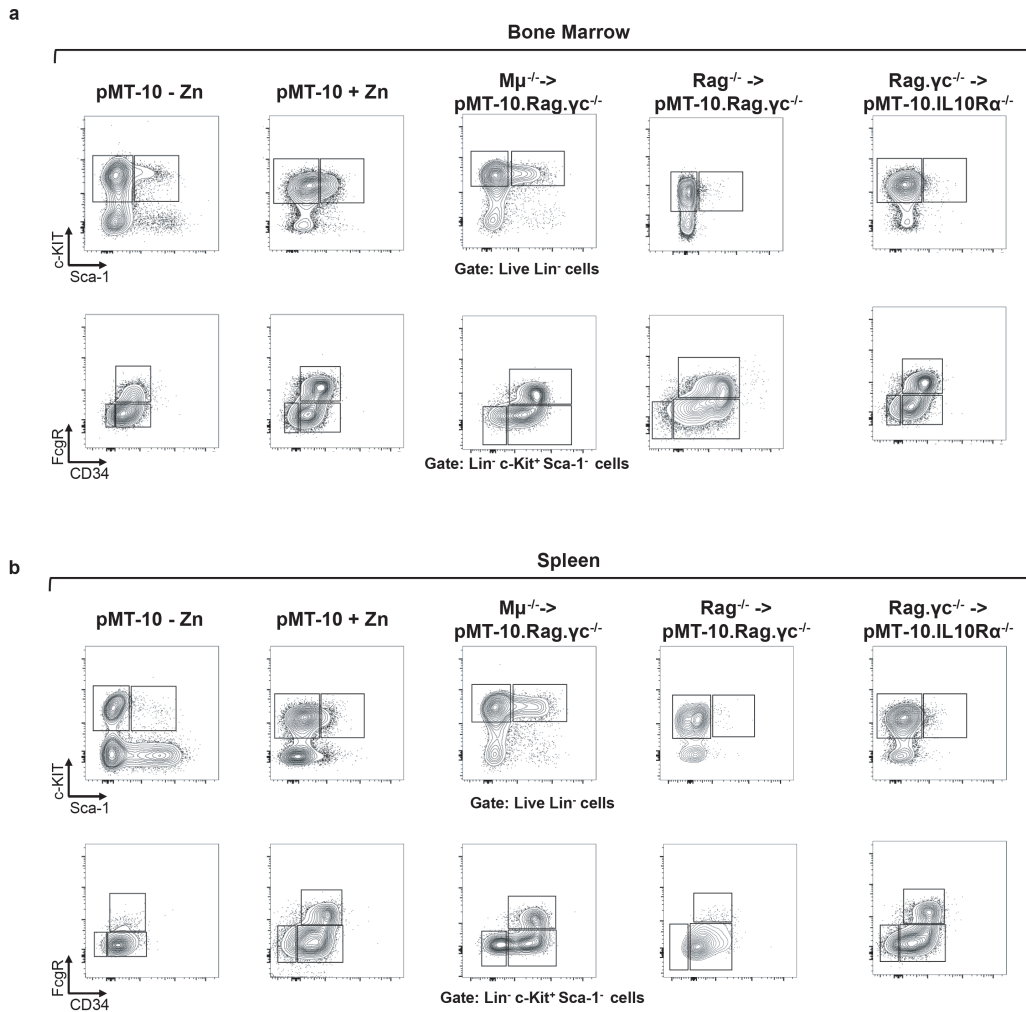 a
Bone Marrow
pMT-10 - Zn
pMT-10 + Zn
Mμ-/-->
pMT-10.Rag.γc-/-
Rag-/- ->
pMT-10.Rag.γc-/-
Rag.γc-/- ->
pMT-10.IL10Rα-/-
c-KIT
Sca-1
Gate: Live Lin- cells
FcgR
CD34
Gate: Lin- c-Kit+ Sca-1- cells
b
Spleen
pMT-10 - Zn
pMT-10 + Zn
Mμ-/-->
pMT-10.Rag.γc-/-
Rag-/- ->
pMT-10.Rag.γc-/-
Rag.γc-/- ->
pMT-10.IL10Rα-/-
c-KIT
Sca-1
Gate: Live Lin- cells
FcgR
CD34
Gate: Lin- c-Kit+ Sca-1- cells